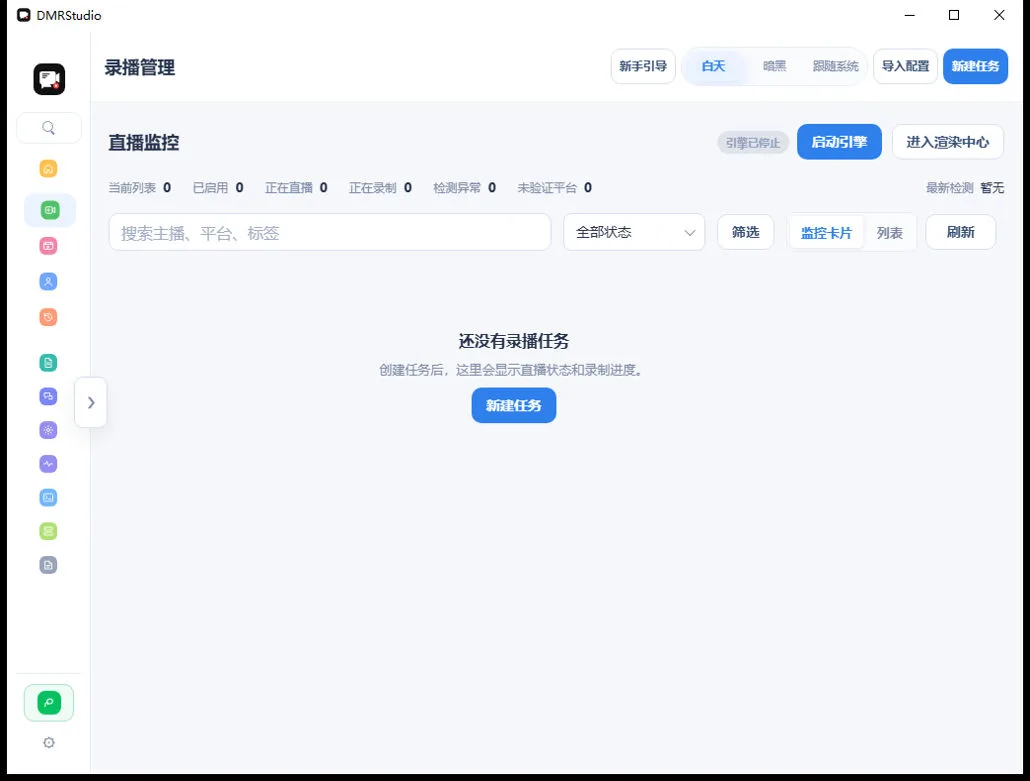 DMRStudio
录播管理
新手引导
白天
暗黑
跟随系统
导入配置
新建任务
直播监控
引擎已停止
启动引擎
进入渲染中心
当前列表 0
已启用 0
正在直播 0
正在录制 0
检测异常 0
未验证平台 0
最新检测 暂无
搜索主播、平台、标签
全部状态
筛选
监控卡片
列表
刷新
还没有录播任务
创建任务后，这里会显示直播状态和录制进度。
新建任务